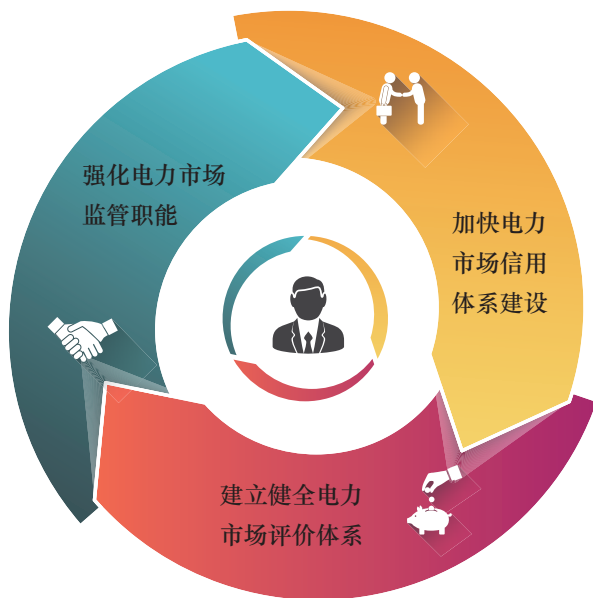 强化电力市场
监管职能
加快电力
市场信用
体系建设
建立健全电力
市场评价体系